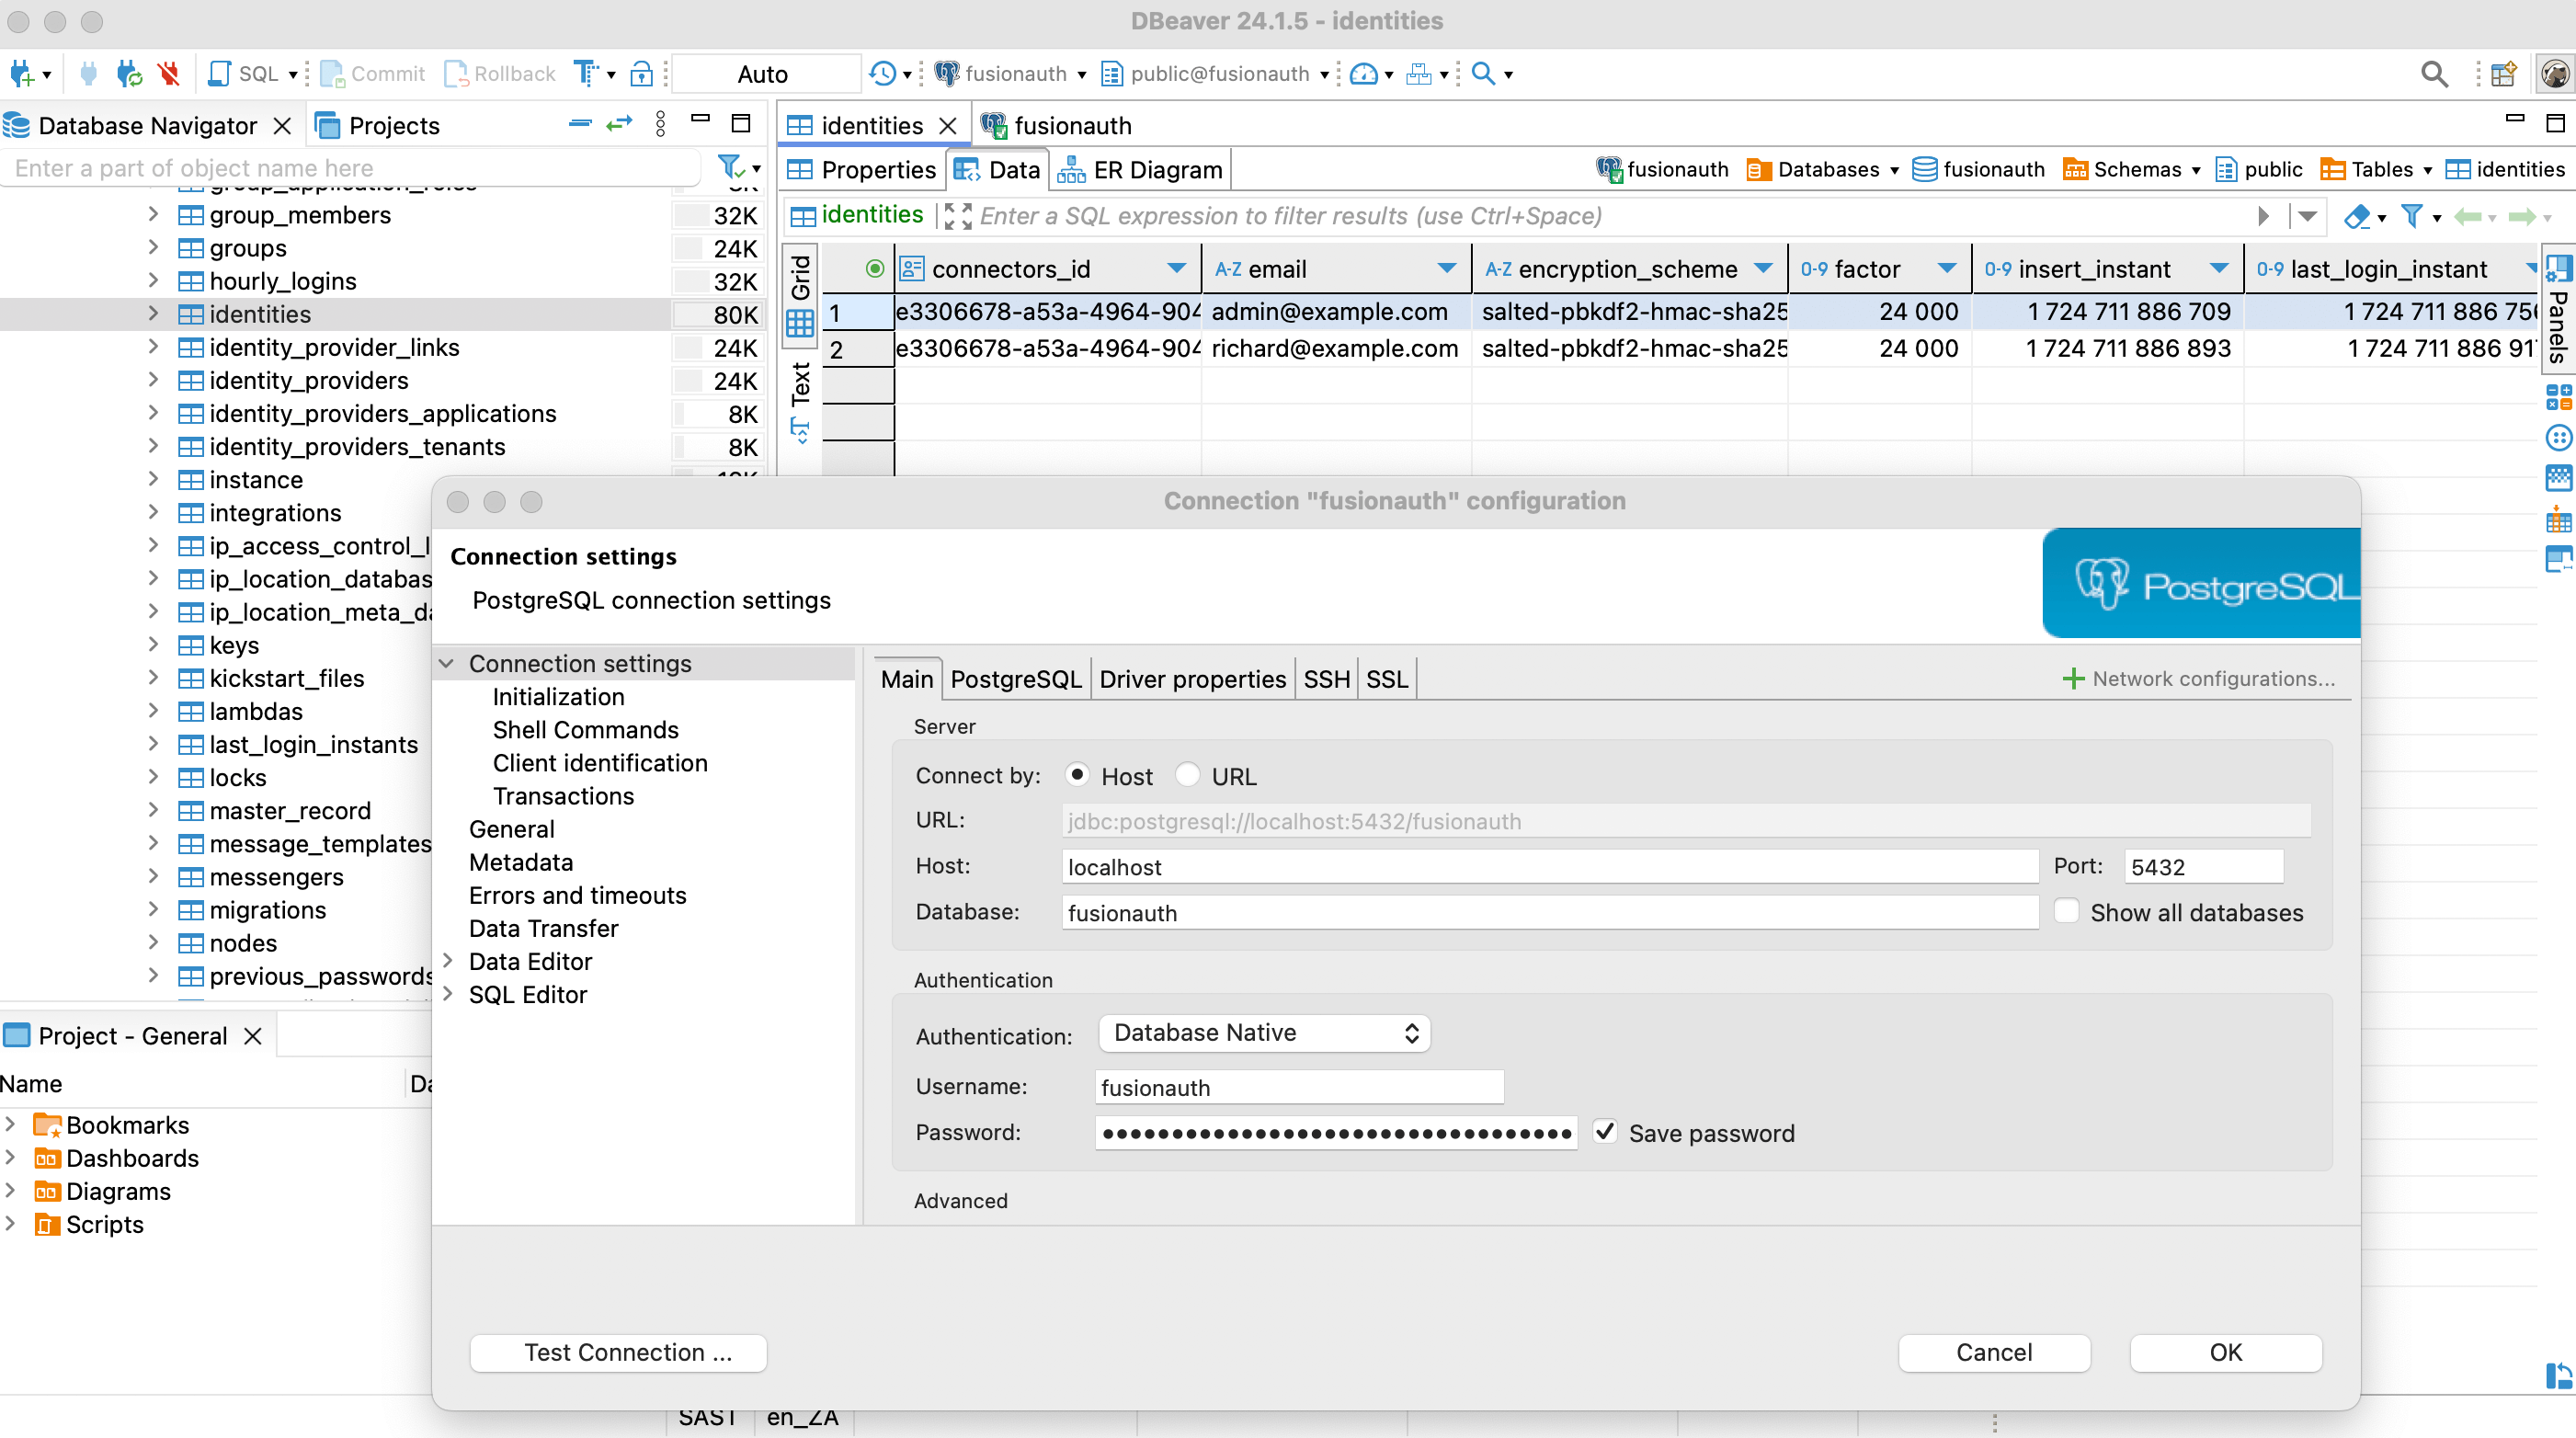 DBeaver 24.1.5 - identities
SQL Commit Rollback Auto fusionauth public@fusionauth
Database Navigator Projects
Enter a part of object name here
group_members 32K
groups 24K
hourly_logins 32K
identities 80K
identity_provider_links 24K
identity_providers 24K
identity_providers_applications 8K
identity_providers_tenants 8K
instance
integrations
ip_access_control_l
ip_location_databas
ip_location_meta_da
keys
kickstart_files
lambdas
last_login_instants
locks
master_record
message_templates
messengers
migrations
nodes
previous_passwords
Project - General
Name Da
Bookmarks
Dashboards
Diagrams
Scripts
identities fusionauth
Properties Data ER Diagram fusionauth Databases fusionauth Schemas public Tables identities
identities Enter a SQL expression to filter results (use Ctrl+Space)
Grid
Text
Panels
connectors_id A-Z email A-Z encryption_scheme 0-9 factor 0-9 insert_instant 0-9 last_login_instant
1 e3306678-a53a-4964-904 admin@example.com salted-pbkdf2-hmac-sha25 24 000 1 724 711 886 709 1 724 711 886 756
2 e3306678-a53a-4964-904 richard@example.com salted-pbkdf2-hmac-sha25 24 000 1 724 711 886 893 1 724 711 886 91
Connection "fusionauth" configuration
Connection settings
PostgreSQL connection settings
PostgreSQL
Connection settings
Initialization
Shell Commands
Client identification
Transactions
General
Metadata
Errors and timeouts
Data Transfer
Data Editor
SQL Editor
Main PostgreSQL Driver properties SSH SSL Network configurations...
Server
Connect by: Host URL
URL: jdbc:postgresql://localhost:5432/fusionauth
Host: localhost Port: 5432
Database: fusionauth Show all databases
Authentication
Authentication: Database Native
Username: fusionauth
Password: Save password
Advanced
Test Connection ... Cancel OK
SAST en_ZA